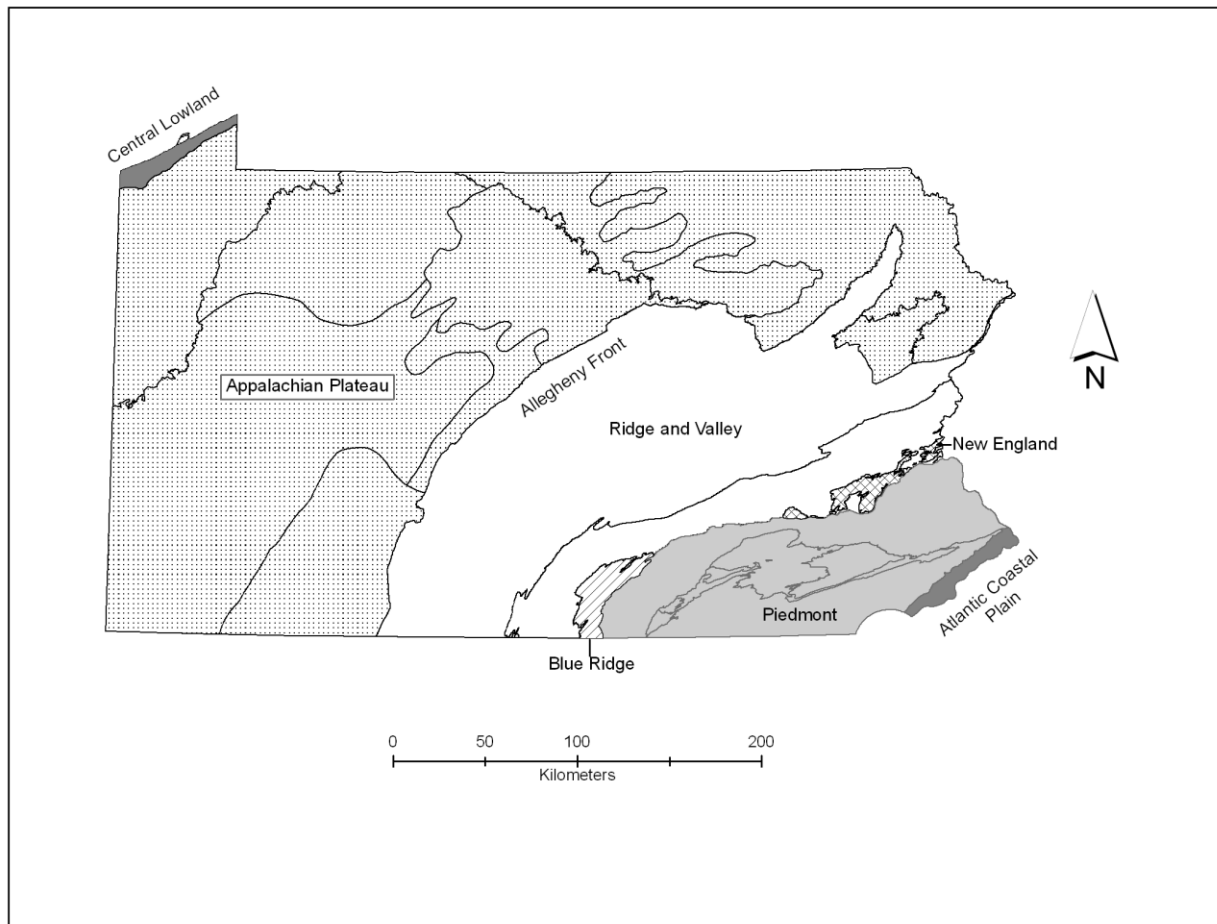 Central Lowland
Appalachian Plateau
Allegheny Front
Ridge and Valley
New England
N
Piedmont
Atlantic Coastal
Plain
Blue Ridge
0 50 100 200
Kilometers